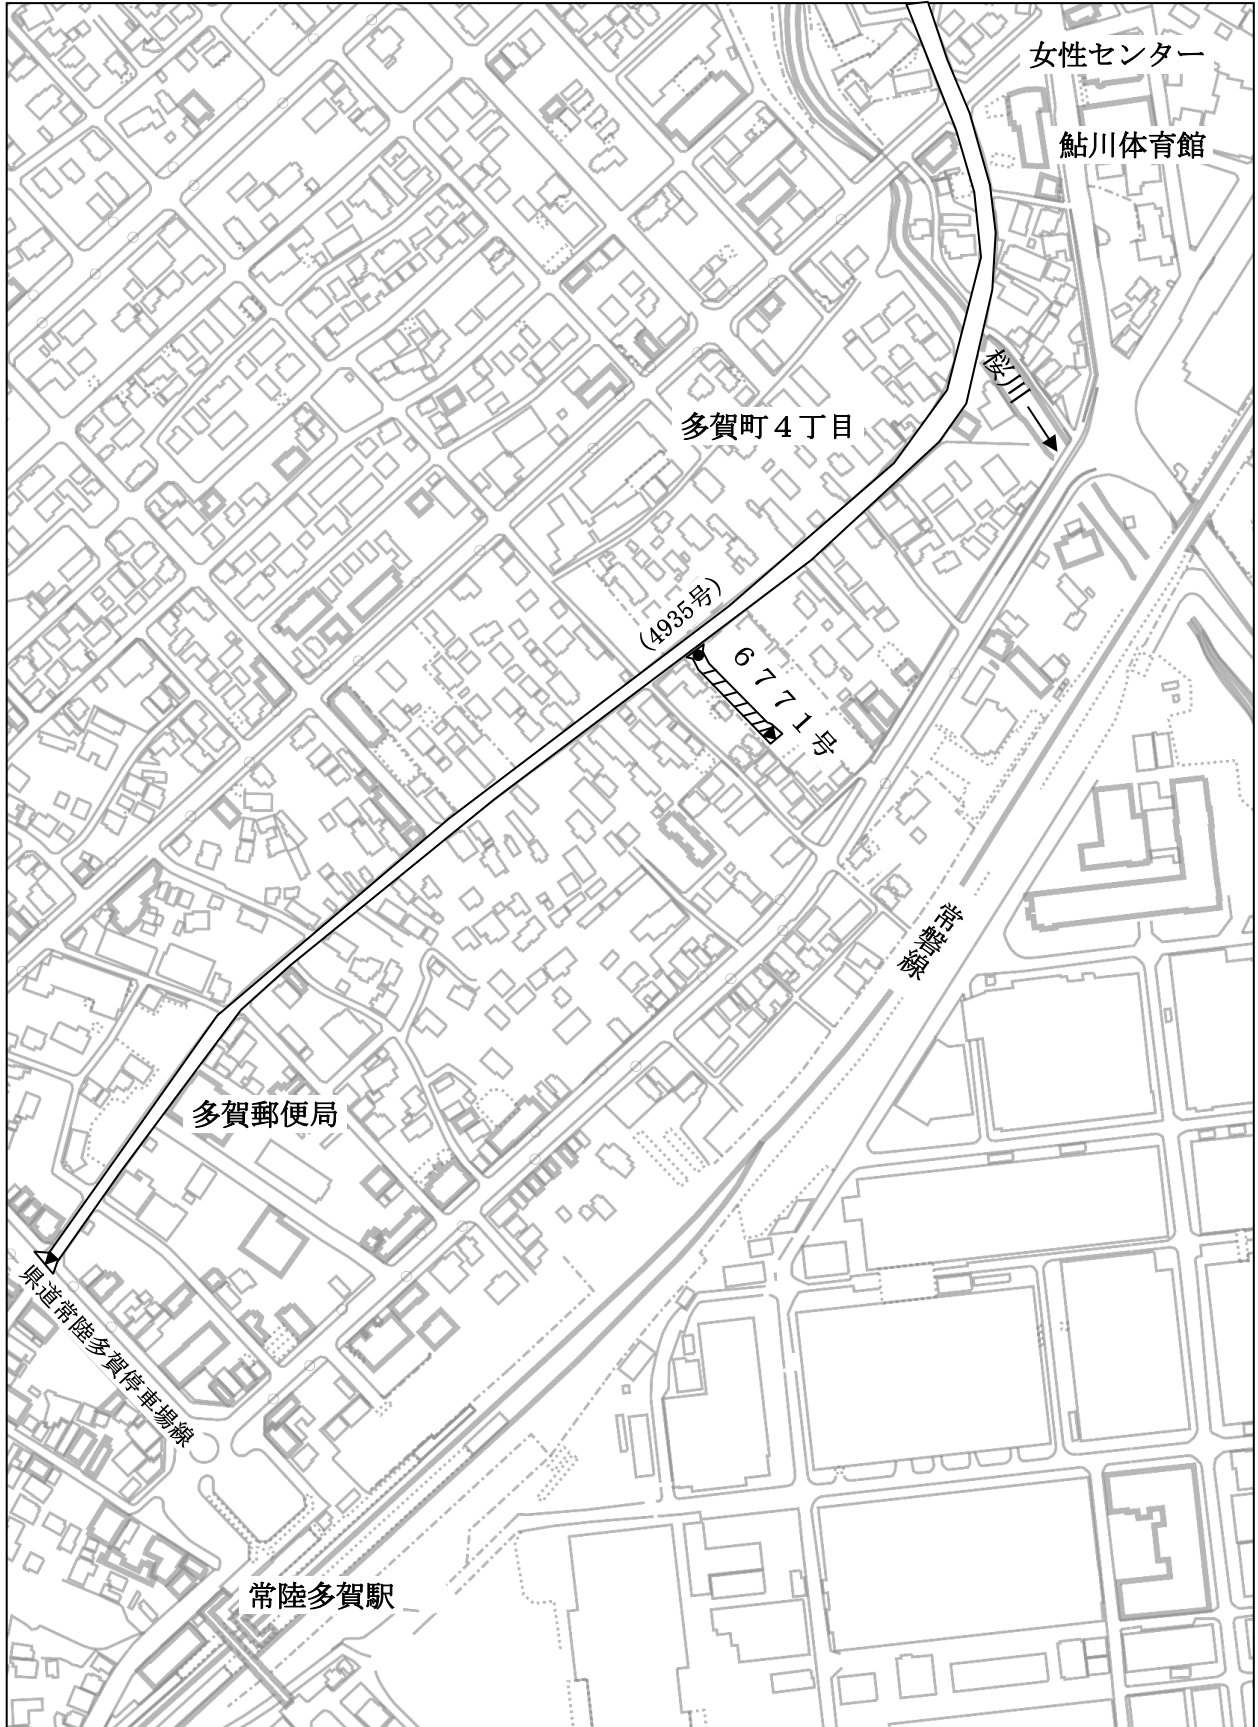 女性センター
鮎川体育館
桜川
多賀町４丁目
(4935号)
６７７１号
常磐線
多賀郵便局
県道常陸多賀停車場線
常陸多賀駅